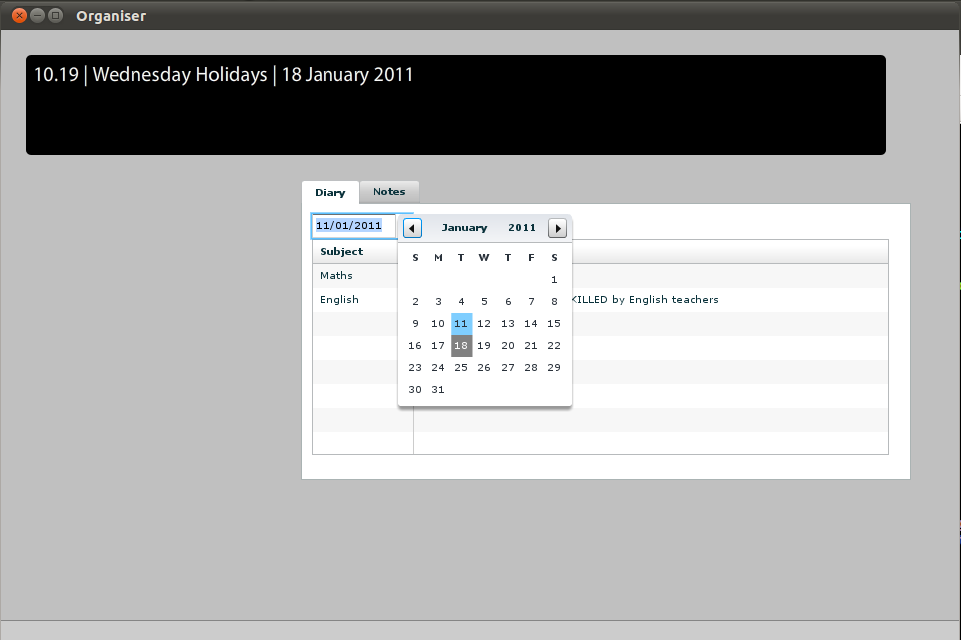 Organiser
10.19 | Wednesday Holidays | 18 January 2011
Diary Notes
11/01/2011
January 2011
S M T W T F S
1
2 3 4 5 6 7 8
9 10 11 12 13 14 15
16 17 18 19 20 21 22
23 24 25 26 27 28 29
30 31
Subject
Maths
English
KILLED by English teachers